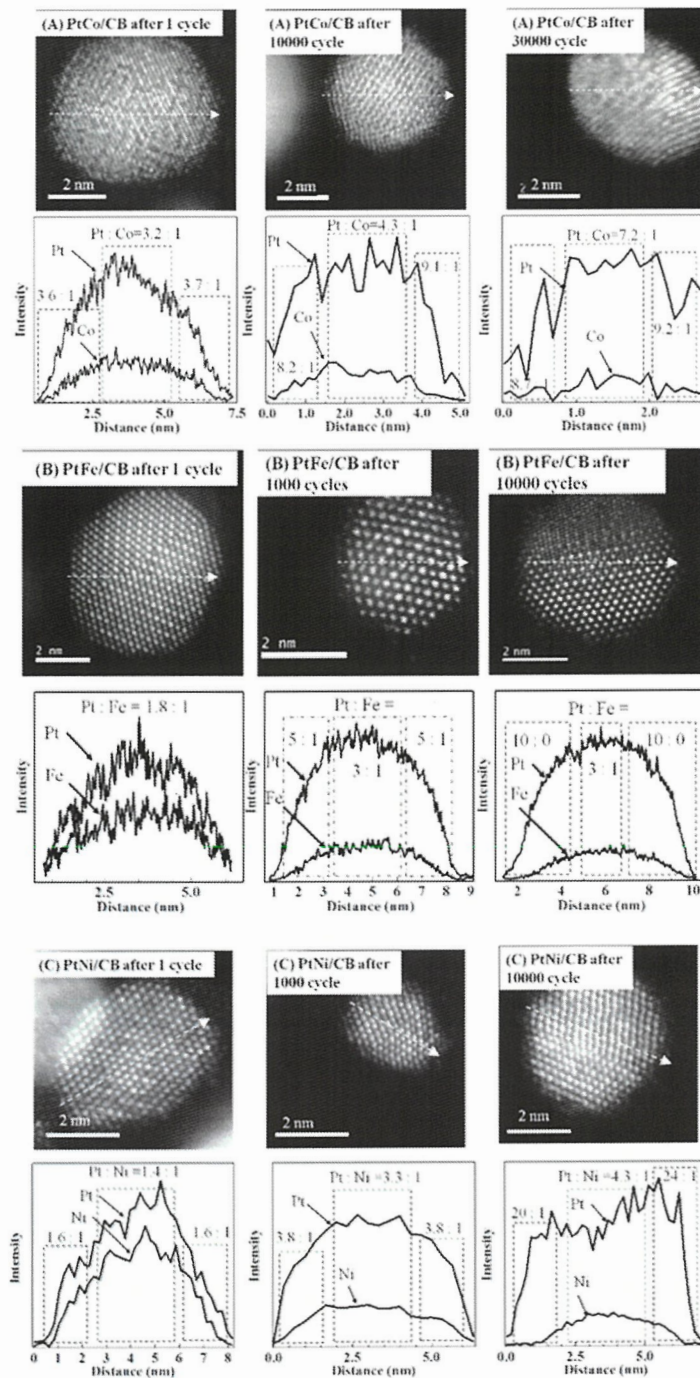 (A) PtCo/CB after 1 cycle
(A) PtCo/CB after
10000 cycle
(A) PtCo/CB after
30000 cycle
2 nm
2 nm
2 nm
Pt : Co=3.2 : 1
Pt
3.6 : 1
3.7 : 1
Co
Intensity
2.5 5.0 7.5
Distance (nm)
Pt : Co=4.3 : 1
Pt
9.1 : 1
Co
8.2 : 1
Intensity
0.0 1.0 2.0 3.0 4.0 5.0
Distance (nm)
Pt : Co=7.2 : 1
Pt
9.2 : 1
Co
Intensity
0.0 1.0 2.0
Distance (nm)
(B) PtFe/CB after 1 cycle
(B) PtFe/CB after
1000 cycles
(B) PtFe/CB after
10000 cycles
2 nm
2 nm
2 nm
Pt : Fe = 1.8 : 1
Pt
Fe
Intensity
2.5 5.0
Distance (nm)
Pt : Fe =
5 : 1
5 : 1
Pt
3 : 1
Fe
Intensity
1 2 3 4 5 6 7 8 9
Distance (nm)
Pt : Fe =
10 : 0
10 : 0
Pt
3 : 1
Fe
Intensity
2 4 6 8 10
Distance (nm)
(C) PtNi/CB after 1 cycle
(C) PtNi/CB after
1000 cycle
(C) PtNi/CB after
10000 cycle
2 nm
2 nm
2 nm
Pt : Ni =1.4 : 1
Pt
Ni
1.6 : 1
1.6 : 1
Intensity
0 1 2 3 4 5 6 7 8
Distance (nm)
Pt : Ni =3.3 : 1
Pt
3.8 : 1
3.8 : 1
Ni
Intensity
0.0 2.5 5.0
Distance (nm)
Pt : Ni =4.3 : 1
24 : 1
20 : 1
Pt
Ni
Intensity
0.0 2.5 5.0
Distance (nm)